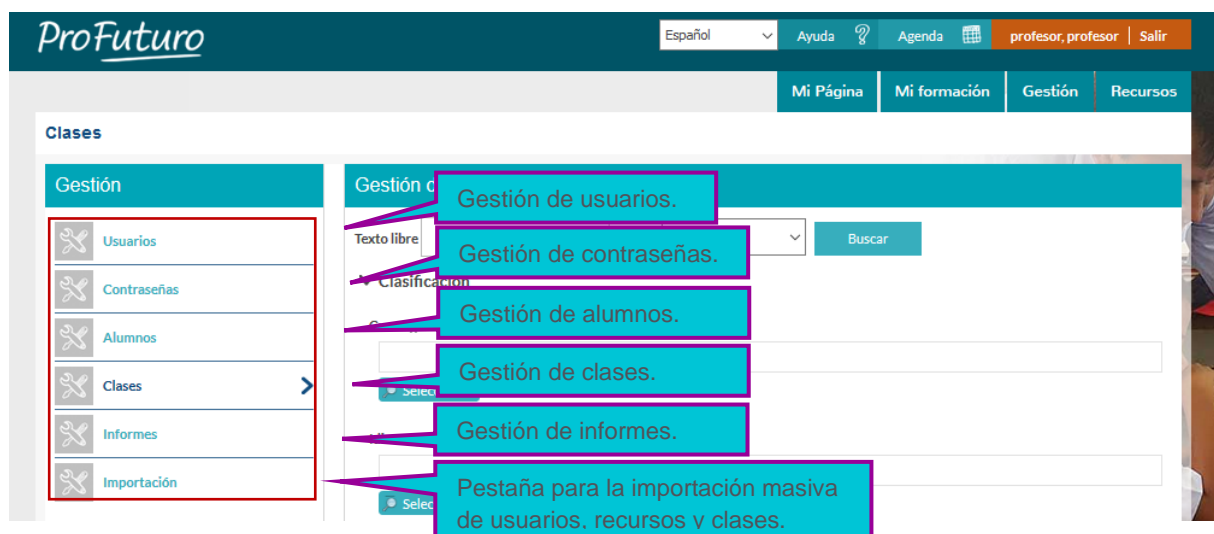 ProFuturo
Español
Ayuda
Agenda
profesor, profesor | Salir
Mi Página
Mi formación
Gestión
Recursos
Clases
Gestión
Usuarios
Contraseñas
Alumnos
Clases
Informes
Importación
Gestión
Texto libre
Buscar
Clasificación
Gestión de usuarios.
Gestión de contraseñas.
Gestión de alumnos.
Gestión de clases.
Gestión de informes.
Pestaña para la importación masiva
de usuarios, recursos y clases.